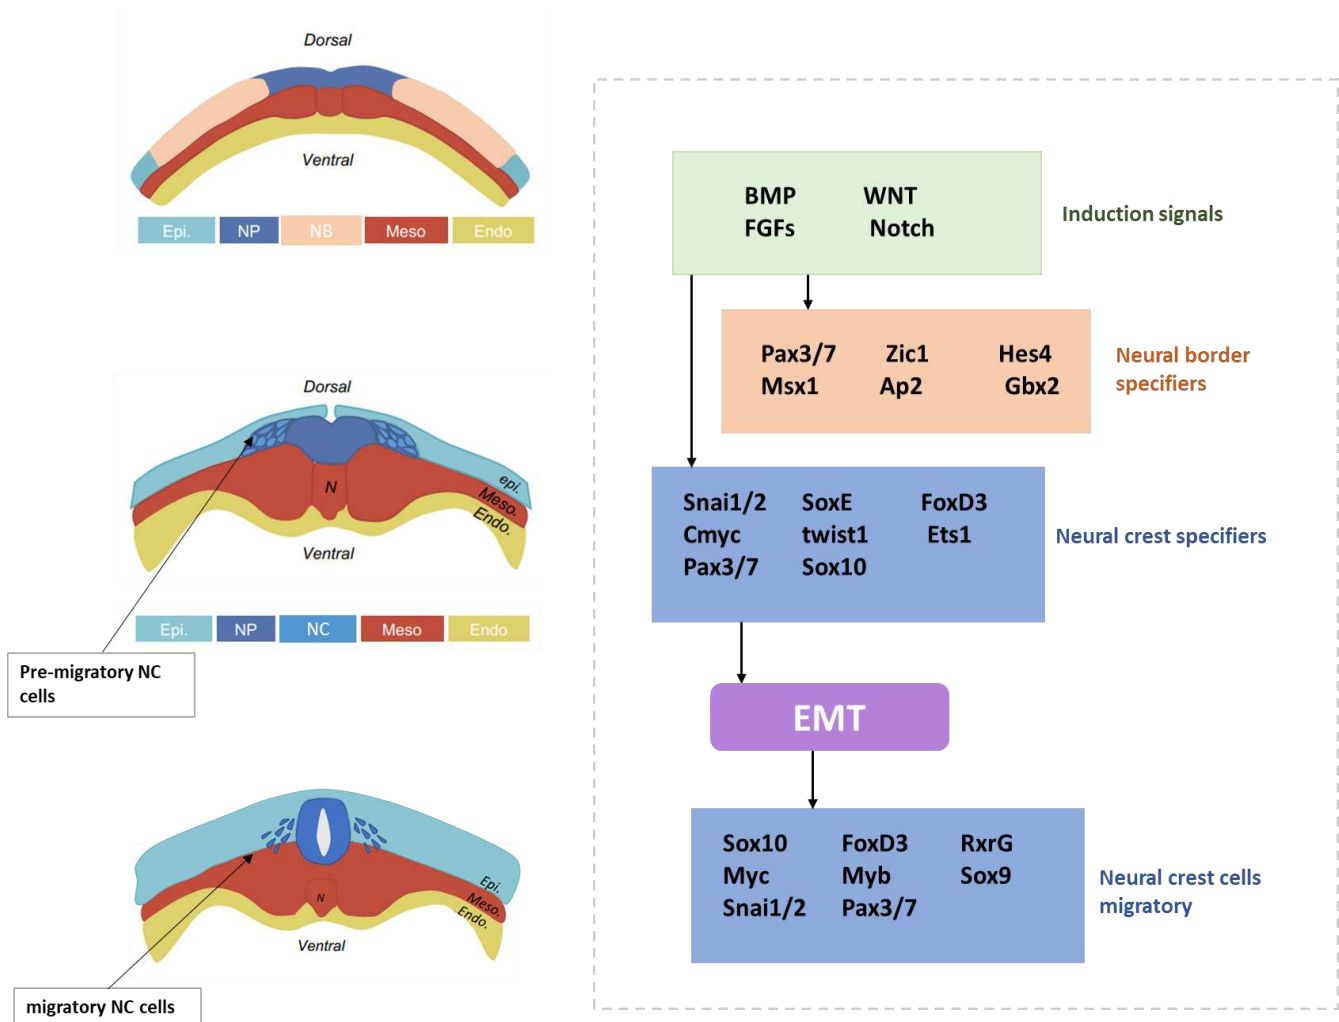 Dorsal
Ventral
Epi. NP NB Meso Endo
Dorsal
N
epi.
Meso.
Endo.
Ventral
Epi. NP NC Meso Endo
Pre-migratory NC
cells
N
Epi.
Meso.
Endo.
Ventral
migratory NC cells
BMP WNT
FGFs Notch
Induction signals
Pax3/7 Zic1 Hes4
Msx1 Ap2 Gbx2
Neural border
specifiers
Snai1/2 SoxE FoxD3
Cmyc twist1 Ets1
Pax3/7 Sox10
Neural crest specifiers
EMT
Sox10 FoxD3 RxrG
Myc Myb Sox9
Snai1/2 Pax3/7
Neural crest cells
migratory